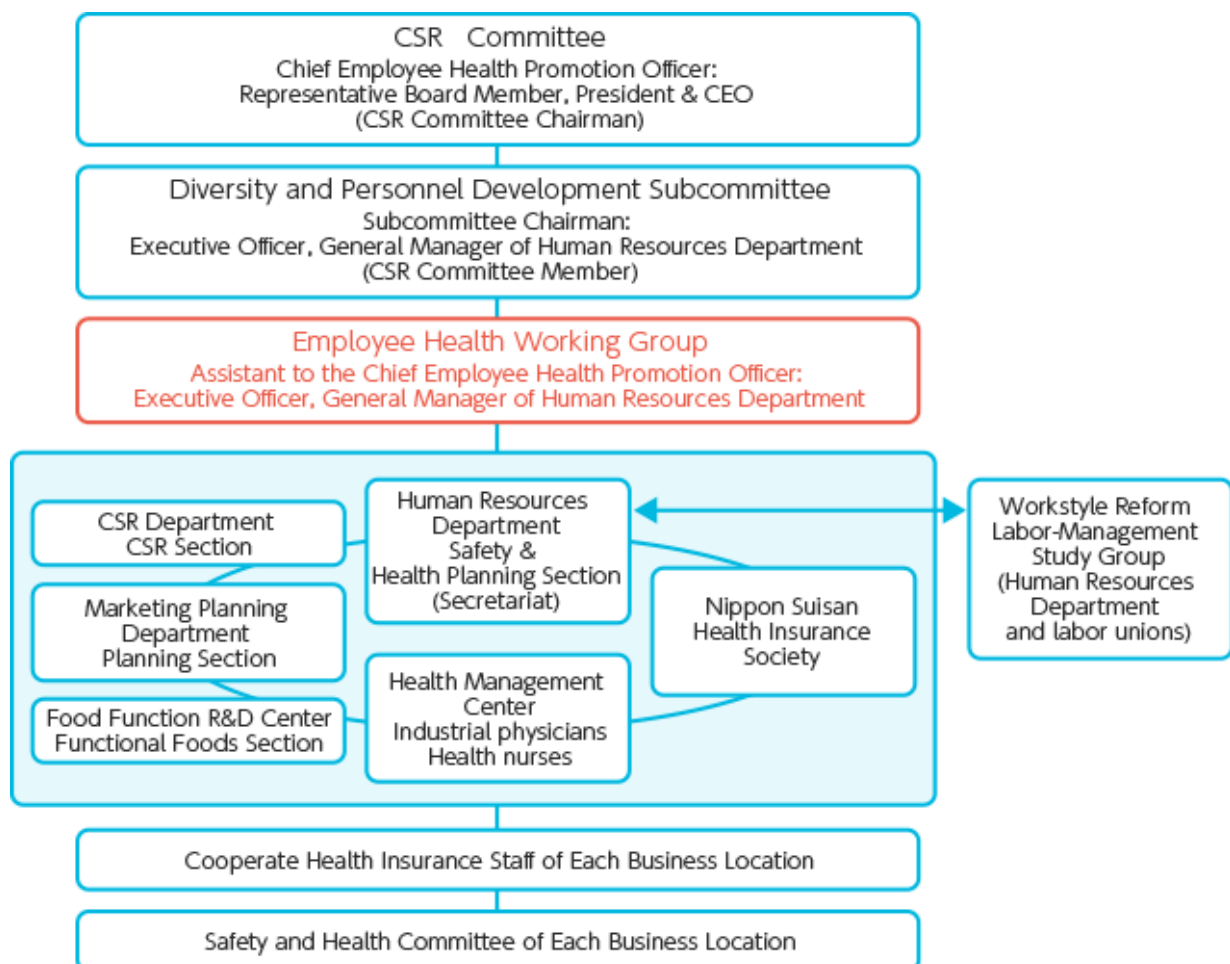 CSR Committee
Chief Employee Health Promotion Officer:
Representative Board Member, President & CEO
(CSR Committee Chairman)
Diversity and Personnel Development Subcommittee
Subcommittee Chairman:
Executive Officer, General Manager of Human Resources Department
(CSR Committee Member)
Employee Health Working Group
Assistant to the Chief Employee Health Promotion Officer:
Executive Officer, General Manager of Human Resources Department
CSR Department
CSR Section
Marketing Planning
Department
Planning Section
Food Function R&D Center
Functional Foods Section
Human Resources
Department
Safety &
Health Planning Section
(Secretariat)
Health Management
Center
Industrial physicians
Health nurses
Nippon Suisan
Health Insurance
Society
Workstyle Reform
Labor-Management
Study Group
(Human Resources
Department
and labor unions)
Cooperate Health Insurance Staff of Each Business Location
Safety and Health Committee of Each Business Location